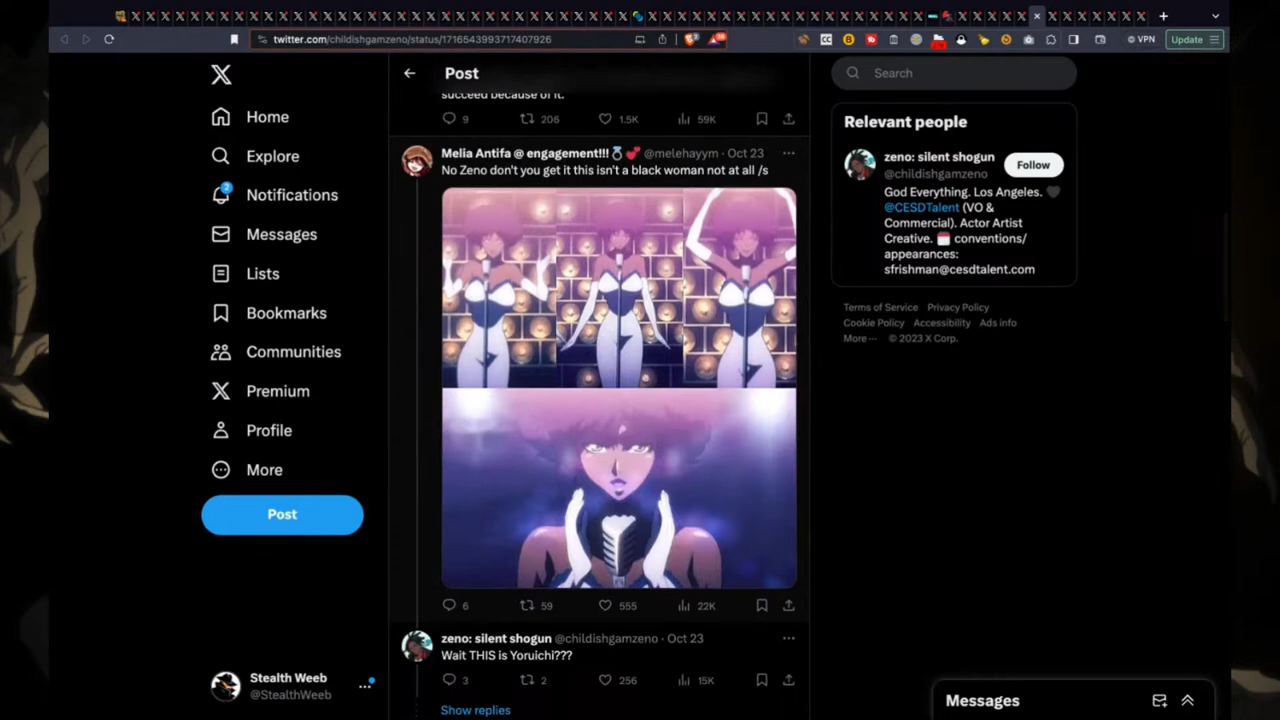 twitter.com/childishgamzeno/status/1716543993717407926
VPN
Update
Home
Explore
2
Notifications
Messages
Lists
Bookmarks
Communities
Premium
Profile
More
Post
Stealth Weeb
@StealthWeeb
Post
succeed because of it.
9 206 1.5K 59K
Melia Antifa @ engagement!!!💍💕 @melehayym · Oct 23
No Zeno don't you get it this isn't a black woman not at all /s
6 59 555 22K
zeno: silent shogun @childishgamzeno · Oct 23
Wait THIS is Yoruichi???
3 2 256 15K
Show replies
Search
Relevant people
zeno: silent shogun
@childishgamzeno
Follow
God Everything. Los Angeles. 🖤
@CESDTalent (VO &
Commercial). Actor Artist
Creative. 🗓 conventions/
appearances:
sfrishman@cesdtalent.com
Terms of Service Privacy Policy
Cookie Policy Accessibility Ads info
More ··· © 2023 X Corp.
Messages